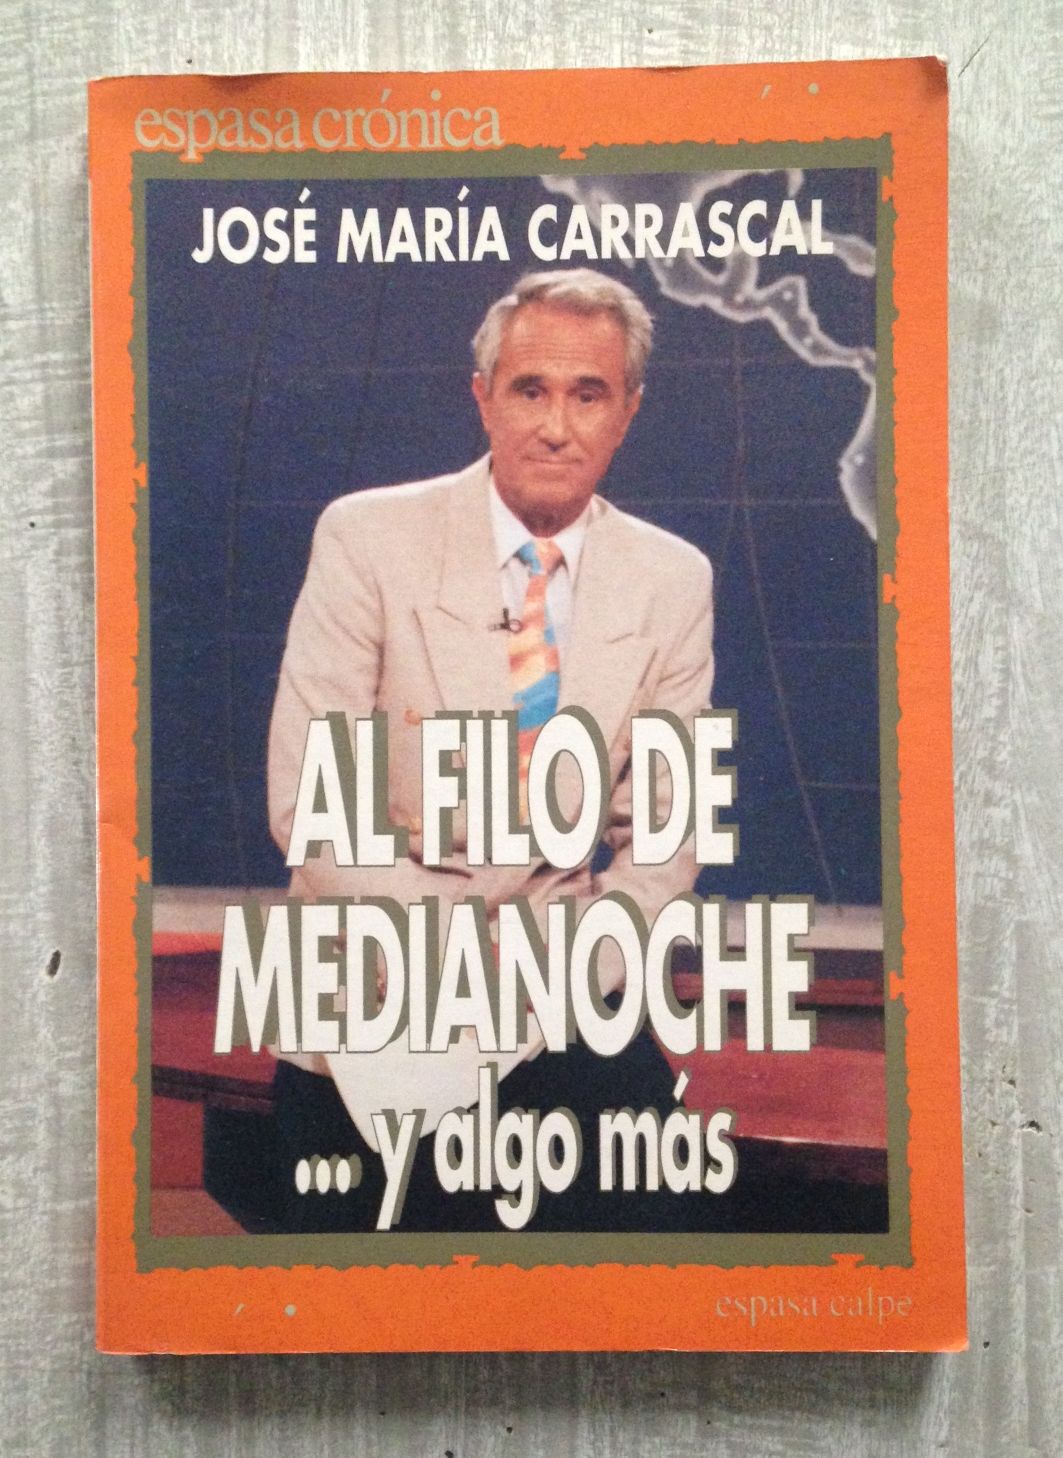 espasa crónica
JOSÉ MARÍA CARRASCAL
AL FILO DE
MEDIANOCHE
... y algo más
espasa calpe